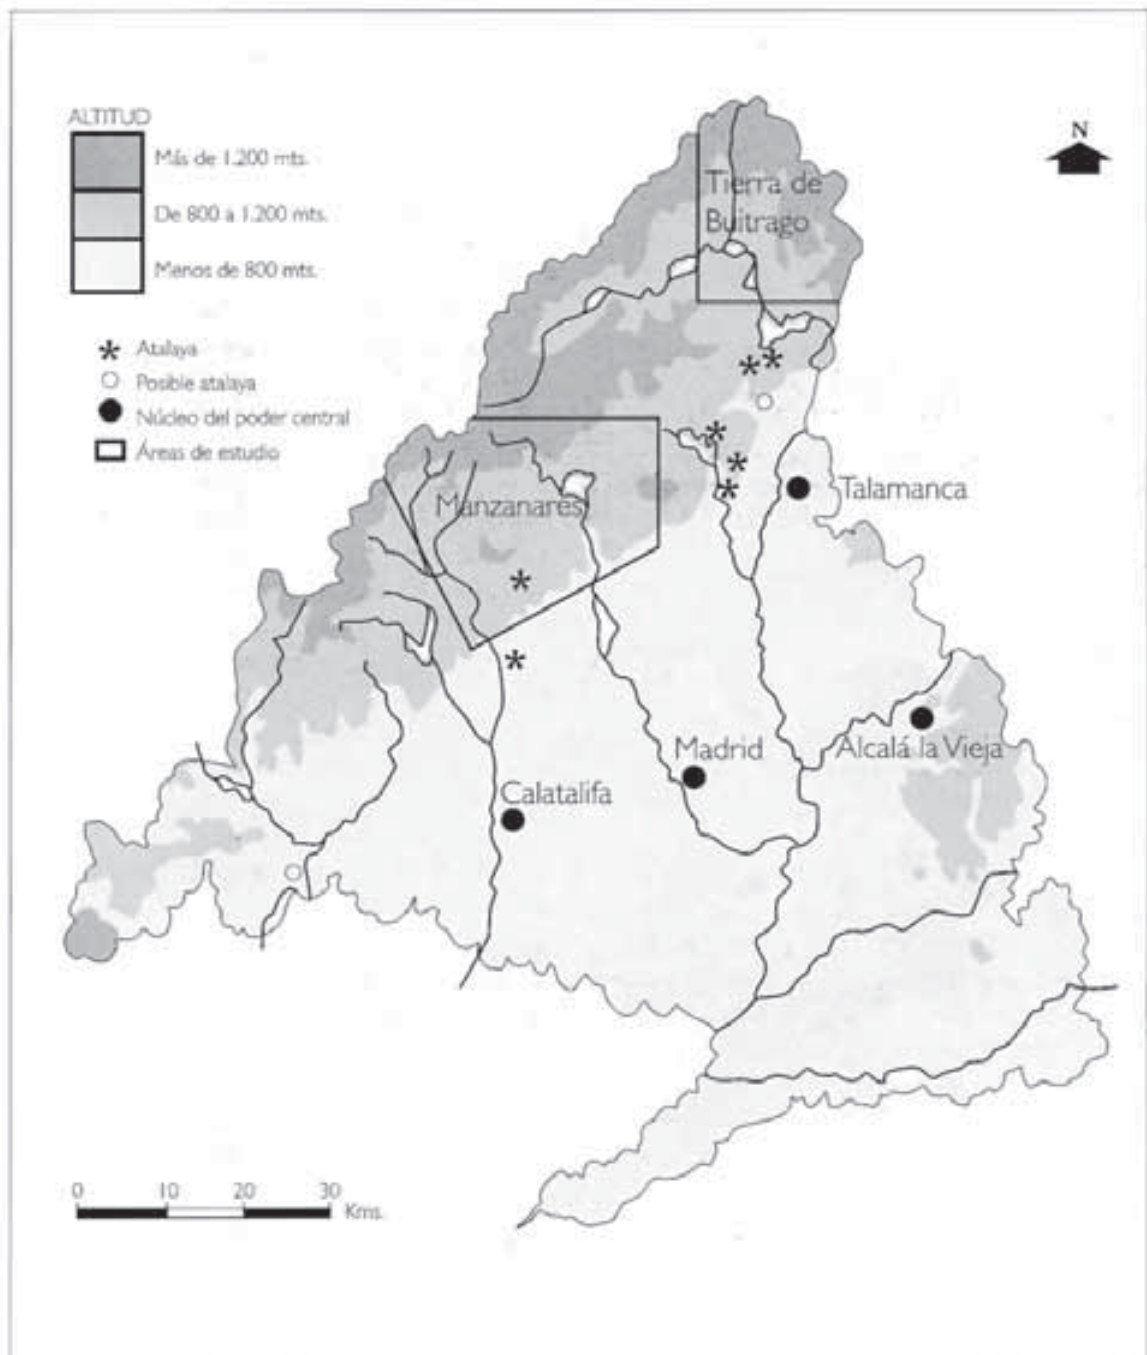 ALTITUD
Más de 1.200 mts.
De 800 a 1.200 mts.
Menos de 800 mts.
* Atalaya
Posible atalaya
Núcleo del poder central
Áreas de estudio
N
Tierra de
Buitrago
Talamanca
Manzanares
Madrid
Alcalá la Vieja
Calatalifa
0 10 20 30
Kms.